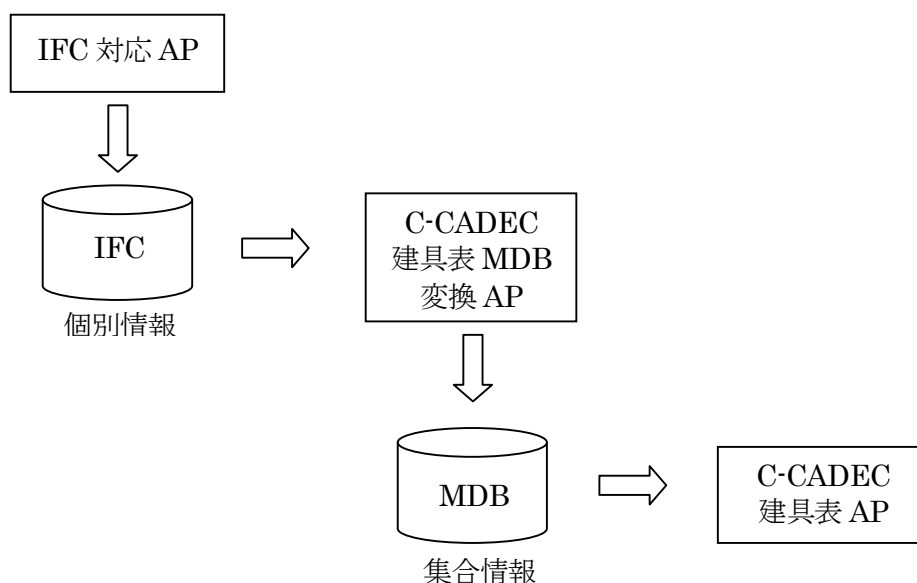 IFC 対応 AP
IFC
個別情報
C-CADEC
建具表 MDB
変換 AP
MDB
集合情報
C-CADEC
建具表 AP